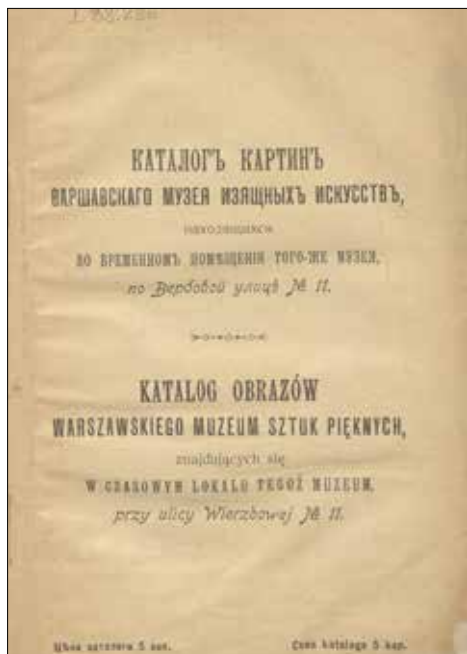 КАТАЛОГЪ КАРТИНЪ
ВАРШАВСКАГО МУЗЕЯ ИЗЯЩНЫХЪ ИСКУССТВЪ,
находящихся
ВО ВРЕМЕННОМЪ ПОМѢЩЕНІИ ТОГО-ЖЕ МУЗЕЯ,
по Вербовой улицѣ № 11.
KATALOG OBRAZÓW
WARSZAWSKIEGO MUZEUM SZTUK PIĘKNYCH,
znajdujących się
W CZASOWYM LOKALU TEGOŻ MUZEUM,
przy ulicy Wierzbowej № 11.
Цѣна каталога 5 коп.
Cena katalogu 5 kop.